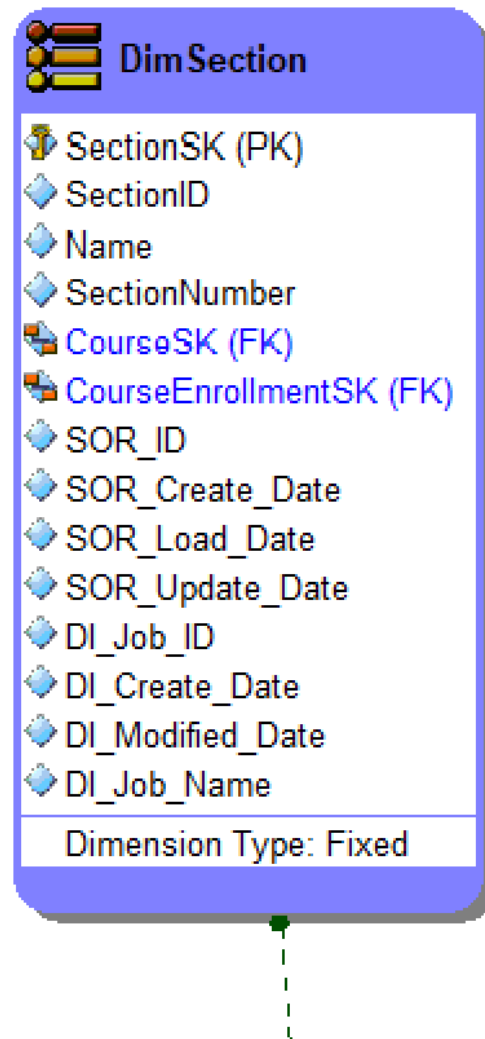 DimSection
SectionSK (PK)
SectionID
Name
SectionNumber
CourseSK (FK)
CourseEnrollmentSK (FK)
SOR_ID
SOR_Create_Date
SOR_Load_Date
SOR_Update_Date
DI_Job_ID
DI_Create_Date
DI_Modified_Date
DI_Job_Name
Dimension Type: Fixed